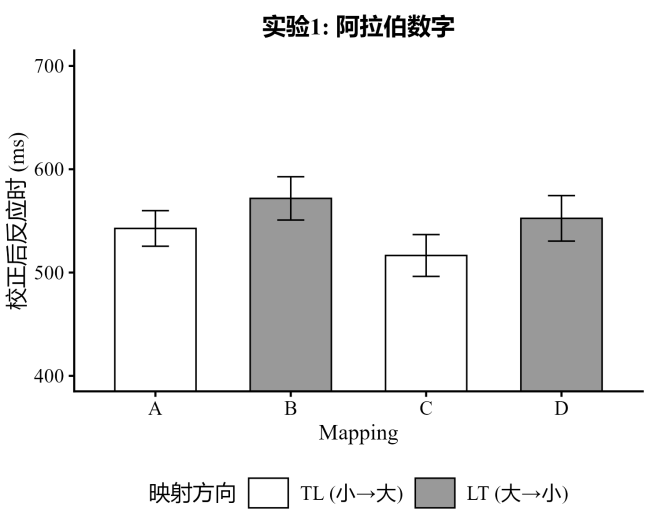 实验1: 阿拉伯数字
校正后反应时 (ms)
700
600
500
400
A B C D
Mapping
映射方向 TL (小→大) LT (大→小)